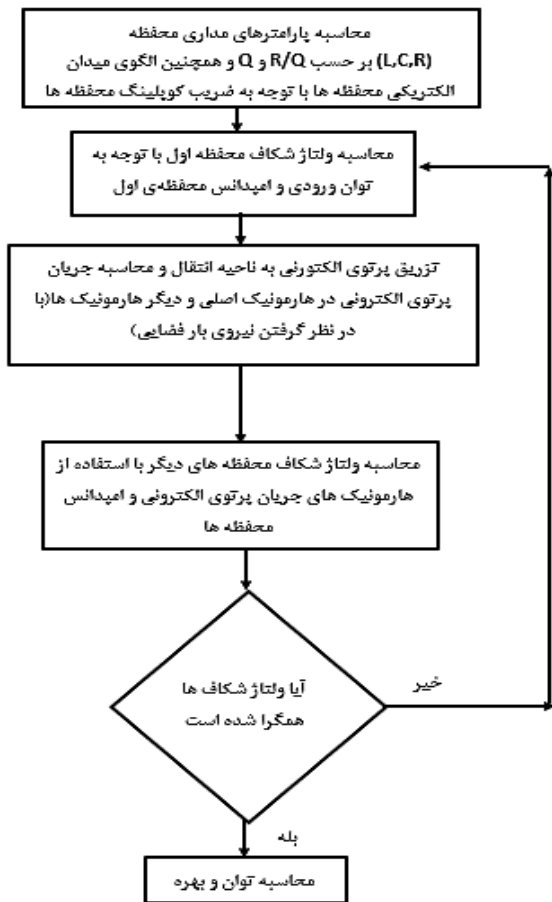 محاسبه پارامترهای مداری محفظه
(L,C,R) بر حسب R/Q و Q و همچنین الگوی میدان
الکتریکی محفظه ها با توجه به ضریب کوپلینگ محفظه ها
محاسبه ولتاژ شکاف محفظه اول با توجه به
توان ورودی و امپدانس محفظه‌ی اول
تزریق پرتوی الکتورنی به ناحیه انتقال و محاسبه جریان
پرتوی الکترونی در هارمونیک اصلی و دیگر هارمونیک ها(با
در نظر گرفتن نیروی بار فضایی)
محاسبه ولتاژ شکاف محفظه های دیگر با استفاده از
هارمونیک های جریان پرتوی الکترونی و امپدانس
محفظه ها
آیا ولتاژ شکاف ها
همگرا شده است
خیر
بله
محاسبه توان و بهره